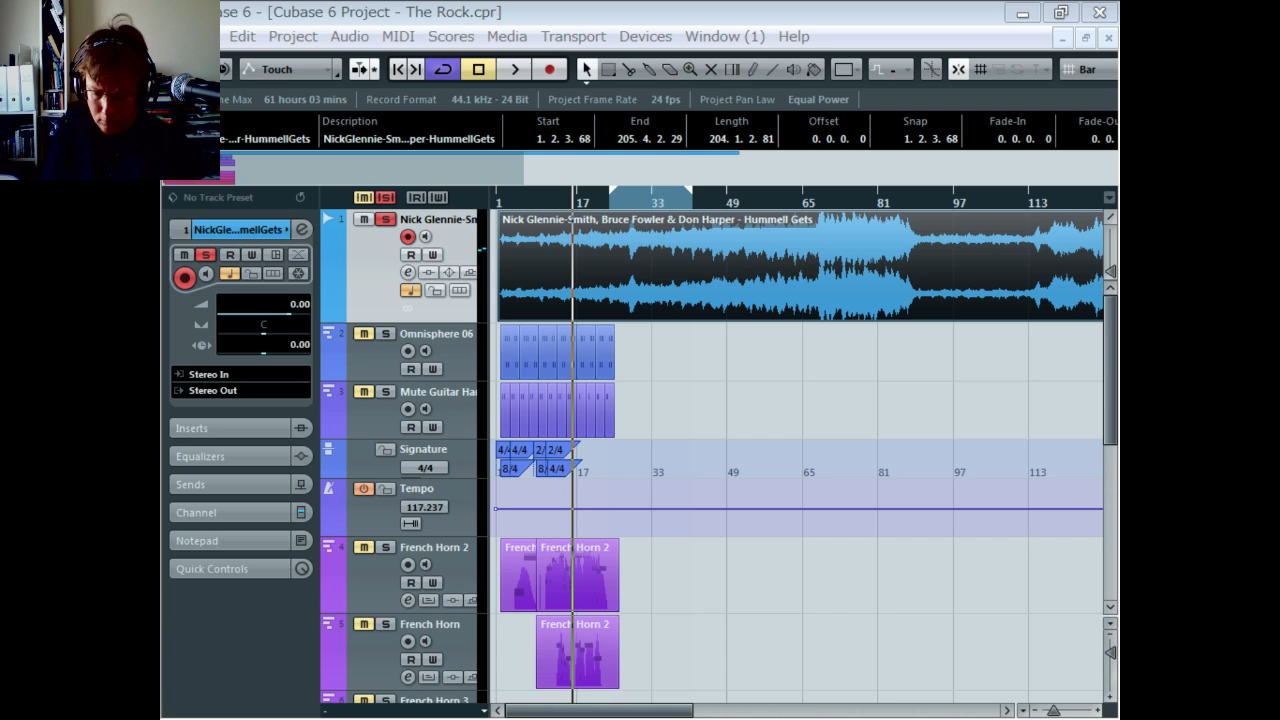 se 6 - [Cubase 6 Project - The Rock.cpr]
Edit Project Audio MIDI Scores Media Transport Devices Window (1) Help
Touch Bar
me Max 61 hours 03 mins Record Format 44.1 kHz - 24 Bit Project Frame Rate 24 fps Project Pan Law Equal Power
Description Start End Length Offset Snap Fade-In Fade-Ou
e-...r-HummellGets NickGlennie-Sm...per-HummellGets 1. 2. 3. 68 205. 4. 2. 29 204. 1. 2. 81 0. 0. 0. 0 1. 2. 3. 68 0. 0. 0. 0 0. 0.
No Track Preset
1 17 33 49 65 81 97 113
1 NickGle...mellGets
m S R W
0.00
C
0.00
Stereo In
Stereo Out
Inserts
Equalizers
Sends
Channel
Notepad
Quick Controls
1 m S Nick Glennie-Sm
R W
e
Nick Glennie-Smith, Bruce Fowler & Don Harper - Hummell Gets
2 m S Omnisphere 06
R W
3 m S Mute Guitar Ha
R W
Signature
4/4
4/4 4/4 2/ 2/4
8/4 8/ 4/4
17 33 49 65 81 97 113
Tempo
117.237
4 m S French Horn 2
R W
e
French French Horn 2
5 m S French Horn
R W
e
French Horn 2
m S French Horn 3